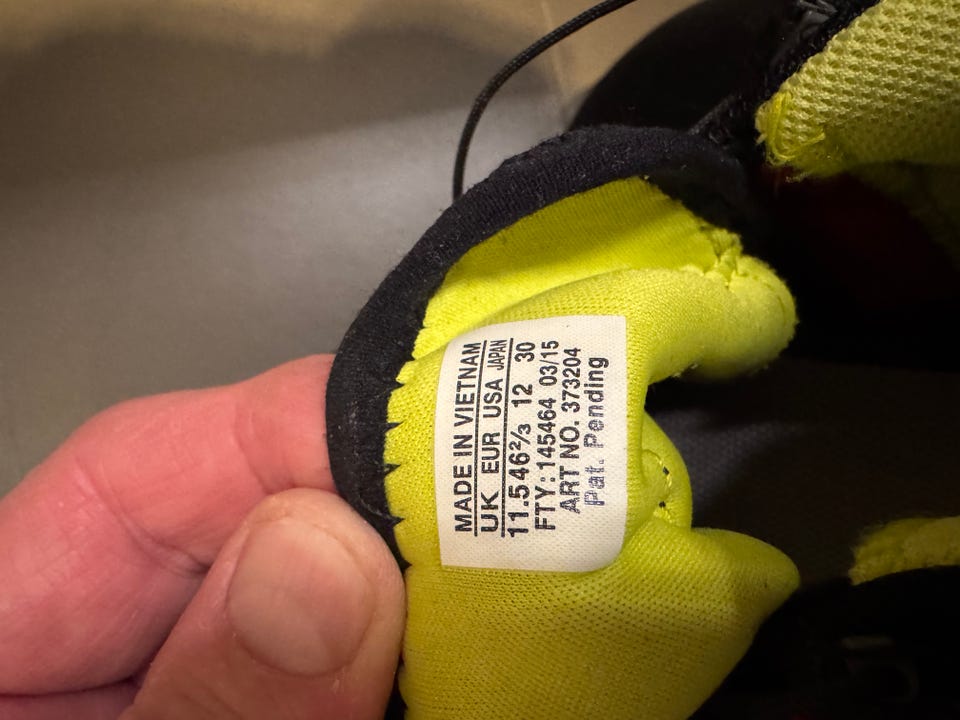 MADE IN VIETNAM
UK EUR USA JAPAN
11.5 46⅔ 12 30
FTY: 145464 03/15
ART NO. 373204
Pat. Pending